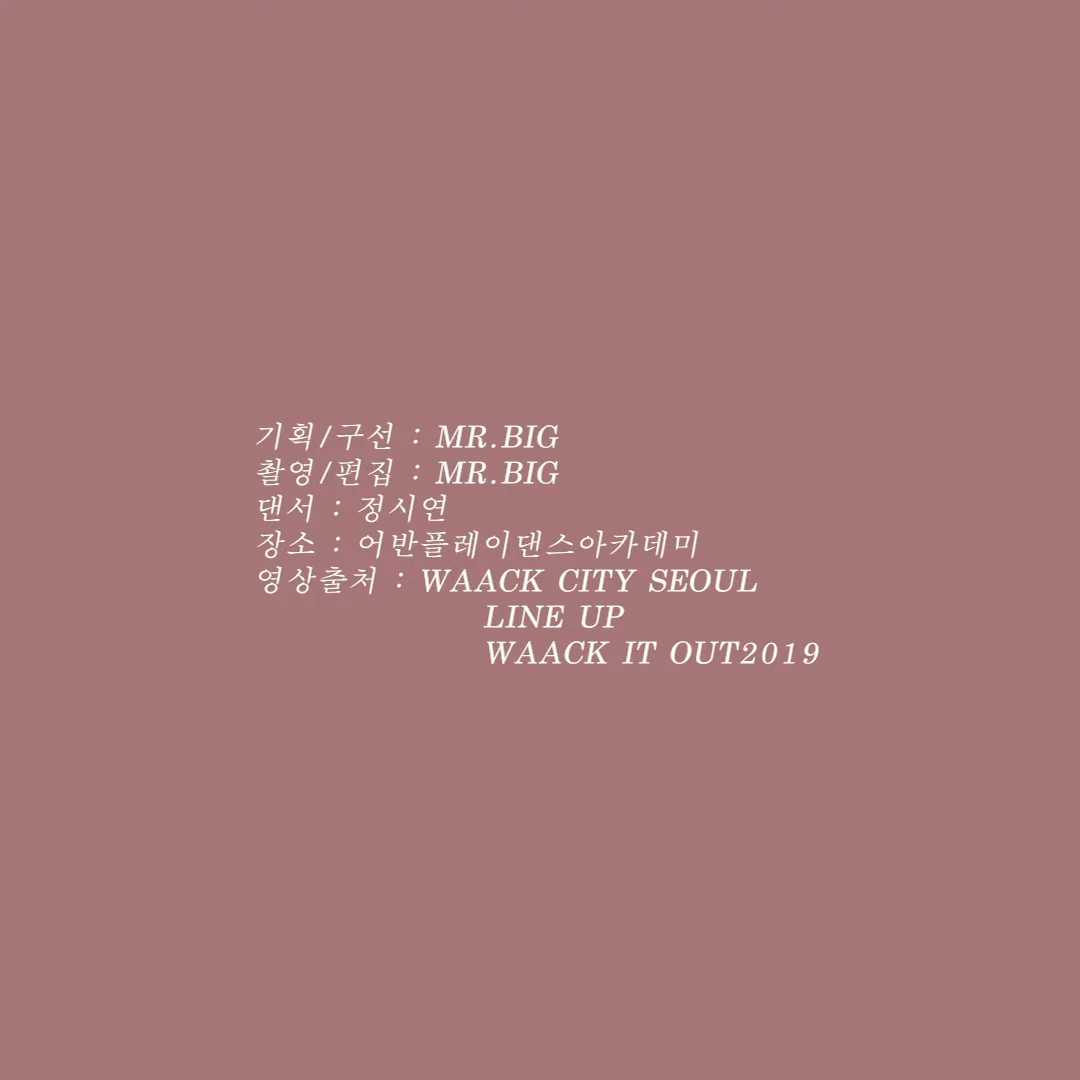 기획/구선 : MR.BIG
촬영/편집 : MR.BIG
댄서 : 정시연
장소 : 어반플레이댄스아카데미
영상출처 : WAACK CITY SEOUL
LINE UP
WAACK IT OUT2019